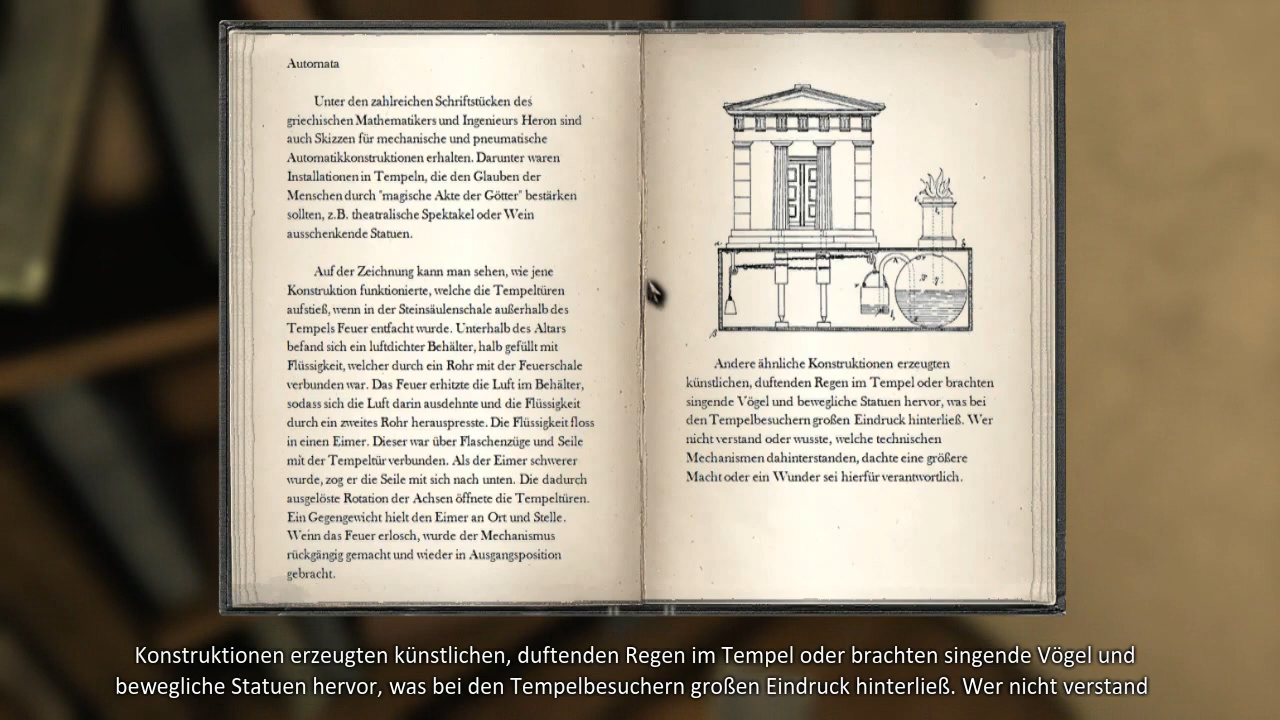 Automata
Unter den zahlreichen Schriftstücken des
griechischen Mathematikers und Ingenieurs Heron sind
auch Skizzen für mechanische und pneumatische
Automatikkonstruktionen erhalten. Darunter waren
Installationen in Tempeln, die den Glauben der
Menschen durch "magische Akte der Götter" bestärken
sollten, z.B. theatralische Spektakel oder Wein
ausschenkende Statuen.
Auf der Zeichnung kann man sehen, wie jene
Konstruktion funktionierte, welche die Tempeltüren
aufstieß, wenn in der Steinsäulenschale außerhalb des
Tempels Feuer entfacht wurde. Unterhalb des Altars
befand sich ein luftdichter Behälter, halb gefüllt mit
Flüssigkeit, welcher durch ein Rohr mit der Feuerschale
verbunden war. Das Feuer erhitzte die Luft im Behälter,
sodass sich die Luft darin ausdehnte und die Flüssigkeit
durch ein zweites Rohr herauspresste. Die Flüssigkeit floss
in einen Eimer. Dieser war über Flaschenzüge und Seile
mit der Tempeltür verbunden. Als der Eimer schwerer
wurde, zog er die Seile mit sich nach unten. Die dadurch
ausgelöste Rotation der Achsen öffnete die Tempeltüren.
Ein Gegengewicht hielt den Eimer an Ort und Stelle.
Wenn das Feuer erlosch, wurde der Mechanismus
rückgängig gemacht und wieder in Ausgangsposition
gebracht.
Andere ähnliche Konstruktionen erzeugten
künstlichen, duftenden Regen im Tempel oder brachten
singende Vögel und bewegliche Statuen hervor, was bei
den Tempelbesuchern großen Eindruck hinterließ. Wer
nicht verstand oder wusste, welche technischen
Mechanismen dahinterstanden, dachte eine größere
Macht oder ein Wunder sei hierfür verantwortlich.
Konstruktionen erzeugten künstlichen, duftenden Regen im Tempel oder brachten singende Vögel und
bewegliche Statuen hervor, was bei den Tempelbesuchern großen Eindruck hinterließ. Wer nicht verstand